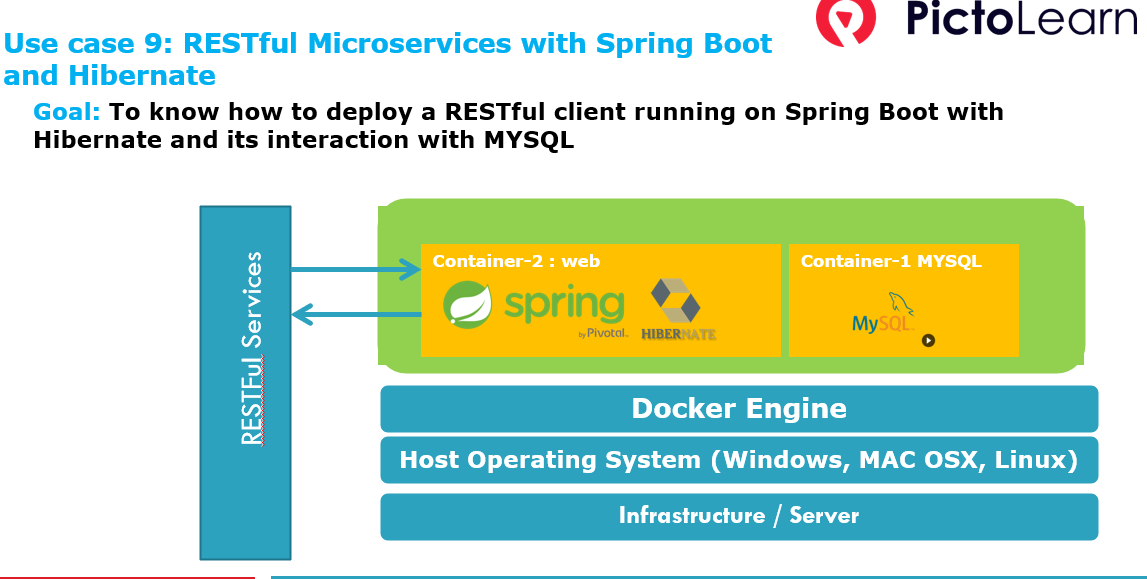 PictoLearn
Use case 9: RESTful Microservices with Spring Boot
and Hibernate
Goal: To know how to deploy a RESTful client running on Spring Boot with
Hibernate and its interaction with MYSQL
RESTFul Services
Container-2 : web
spring
by Pivotal™
HIBERNATE
Container-1 MYSQL
MySQL™
Docker Engine
Host Operating System (Windows, MAC OSX, Linux)
Infrastructure / Server